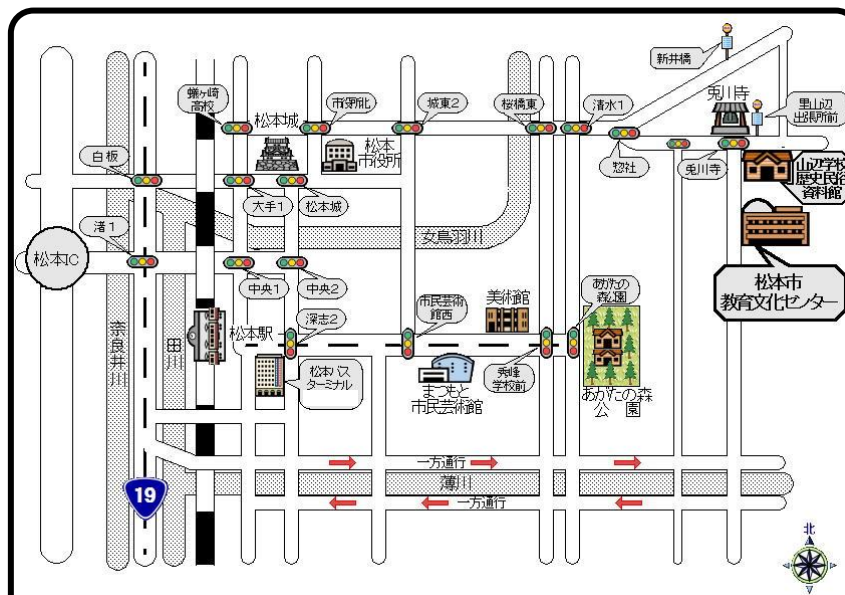 新井橋
蟻ヶ崎
高校
松本城
市役所北
城東2
桜橋東
清水1
兎川寺
里山辺
出張所前
松本
市役所
惣社
兎川寺
白板
山辺学校
歴史民俗
資料館
大手1
松本城
渚1
女鳥羽川
松本IC
中央1
中央2
松本市
教育文化センター
あがたの
森公園
美術館
市民芸術
館西
深志2
松本駅
奈良井川
田川
松本バス
ターミナル
まつもと
市民芸術館
秀峰
学校前
あがたの森
公園
一方通行
薄川
19
一方通行
北